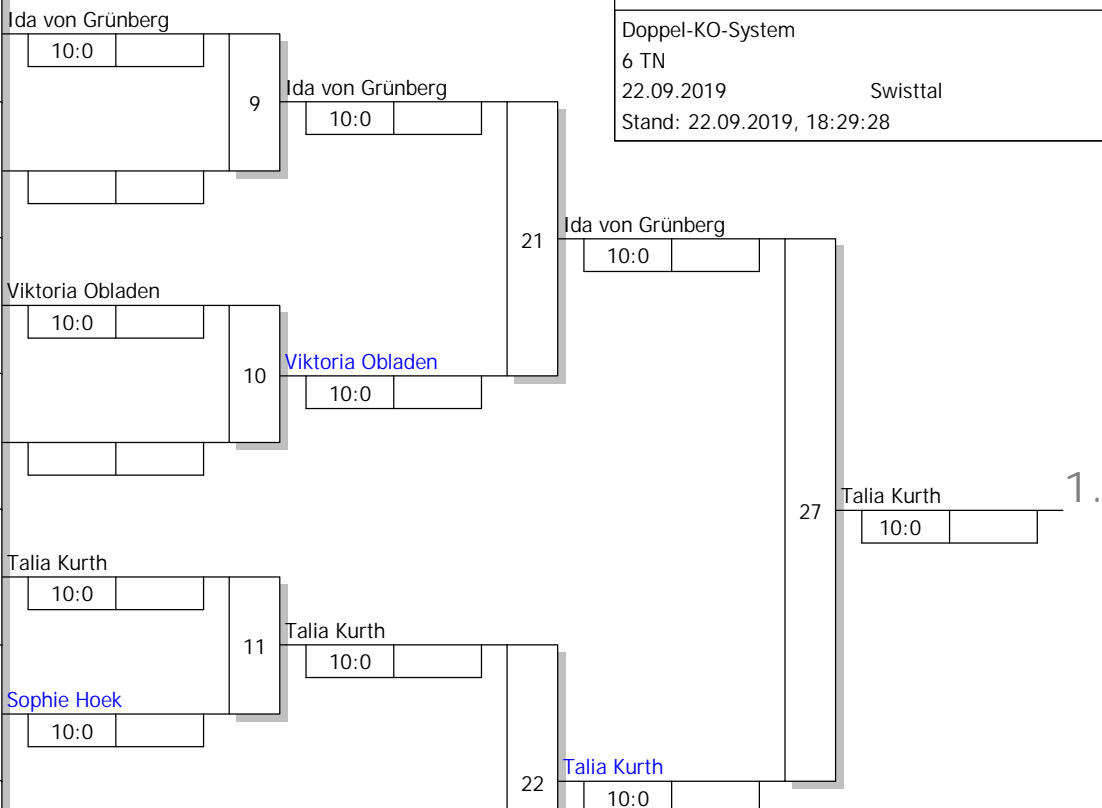 Doppel-KO-System
6 TN
22.09.2019 Swisttal
Stand: 22.09.2019, 18:29:28
Ida von Grünberg
10:0
9
Ida von Grünberg
10:0
21
Ida von Grünberg
10:0
Viktoria Obladen
10:0
10
Viktoria Obladen
10:0
27
Talia Kurth
1.
10:0
Talia Kurth
10:0
11
Talia Kurth
10:0
Sophie Hoek
10:0
22
Talia Kurth
10:0